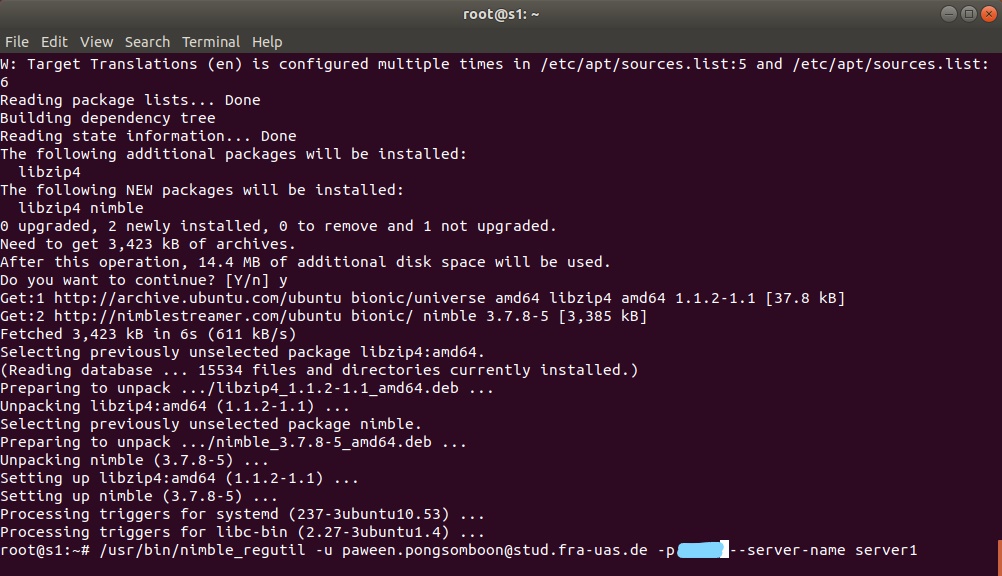 root@s1: ~
File Edit View Search Terminal Help
W: Target Translations (en) is configured multiple times in /etc/apt/sources.list:5 and /etc/apt/sources.list:
6
Reading package lists... Done
Building dependency tree
Reading state information... Done
The following additional packages will be installed:
  libzip4
The following NEW packages will be installed:
  libzip4 nimble
0 upgraded, 2 newly installed, 0 to remove and 1 not upgraded.
Need to get 3,423 kB of archives.
After this operation, 14.4 MB of additional disk space will be used.
Do you want to continue? [Y/n] y
Get:1 http://archive.ubuntu.com/ubuntu bionic/universe amd64 libzip4 amd64 1.1.2-1.1 [37.8 kB]
Get:2 http://nimblestreamer.com/ubuntu bionic/ nimble 3.7.8-5 [3,385 kB]
Fetched 3,423 kB in 6s (611 kB/s)
Selecting previously unselected package libzip4:amd64.
(Reading database ... 15534 files and directories currently installed.)
Preparing to unpack .../libzip4_1.1.2-1.1_amd64.deb ...
Unpacking libzip4:amd64 (1.1.2-1.1) ...
Selecting previously unselected package nimble.
Preparing to unpack .../nimble_3.7.8-5_amd64.deb ...
Unpacking nimble (3.7.8-5) ...
Setting up libzip4:amd64 (1.1.2-1.1) ...
Setting up nimble (3.7.8-5) ...
Processing triggers for systemd (237-3ubuntu10.53) ...
Processing triggers for libc-bin (2.27-3ubuntu1.4) ...
root@s1:~# /usr/bin/nimble_regutil -u paween.pongsomboon@stud.fra-uas.de -p --server-name server1